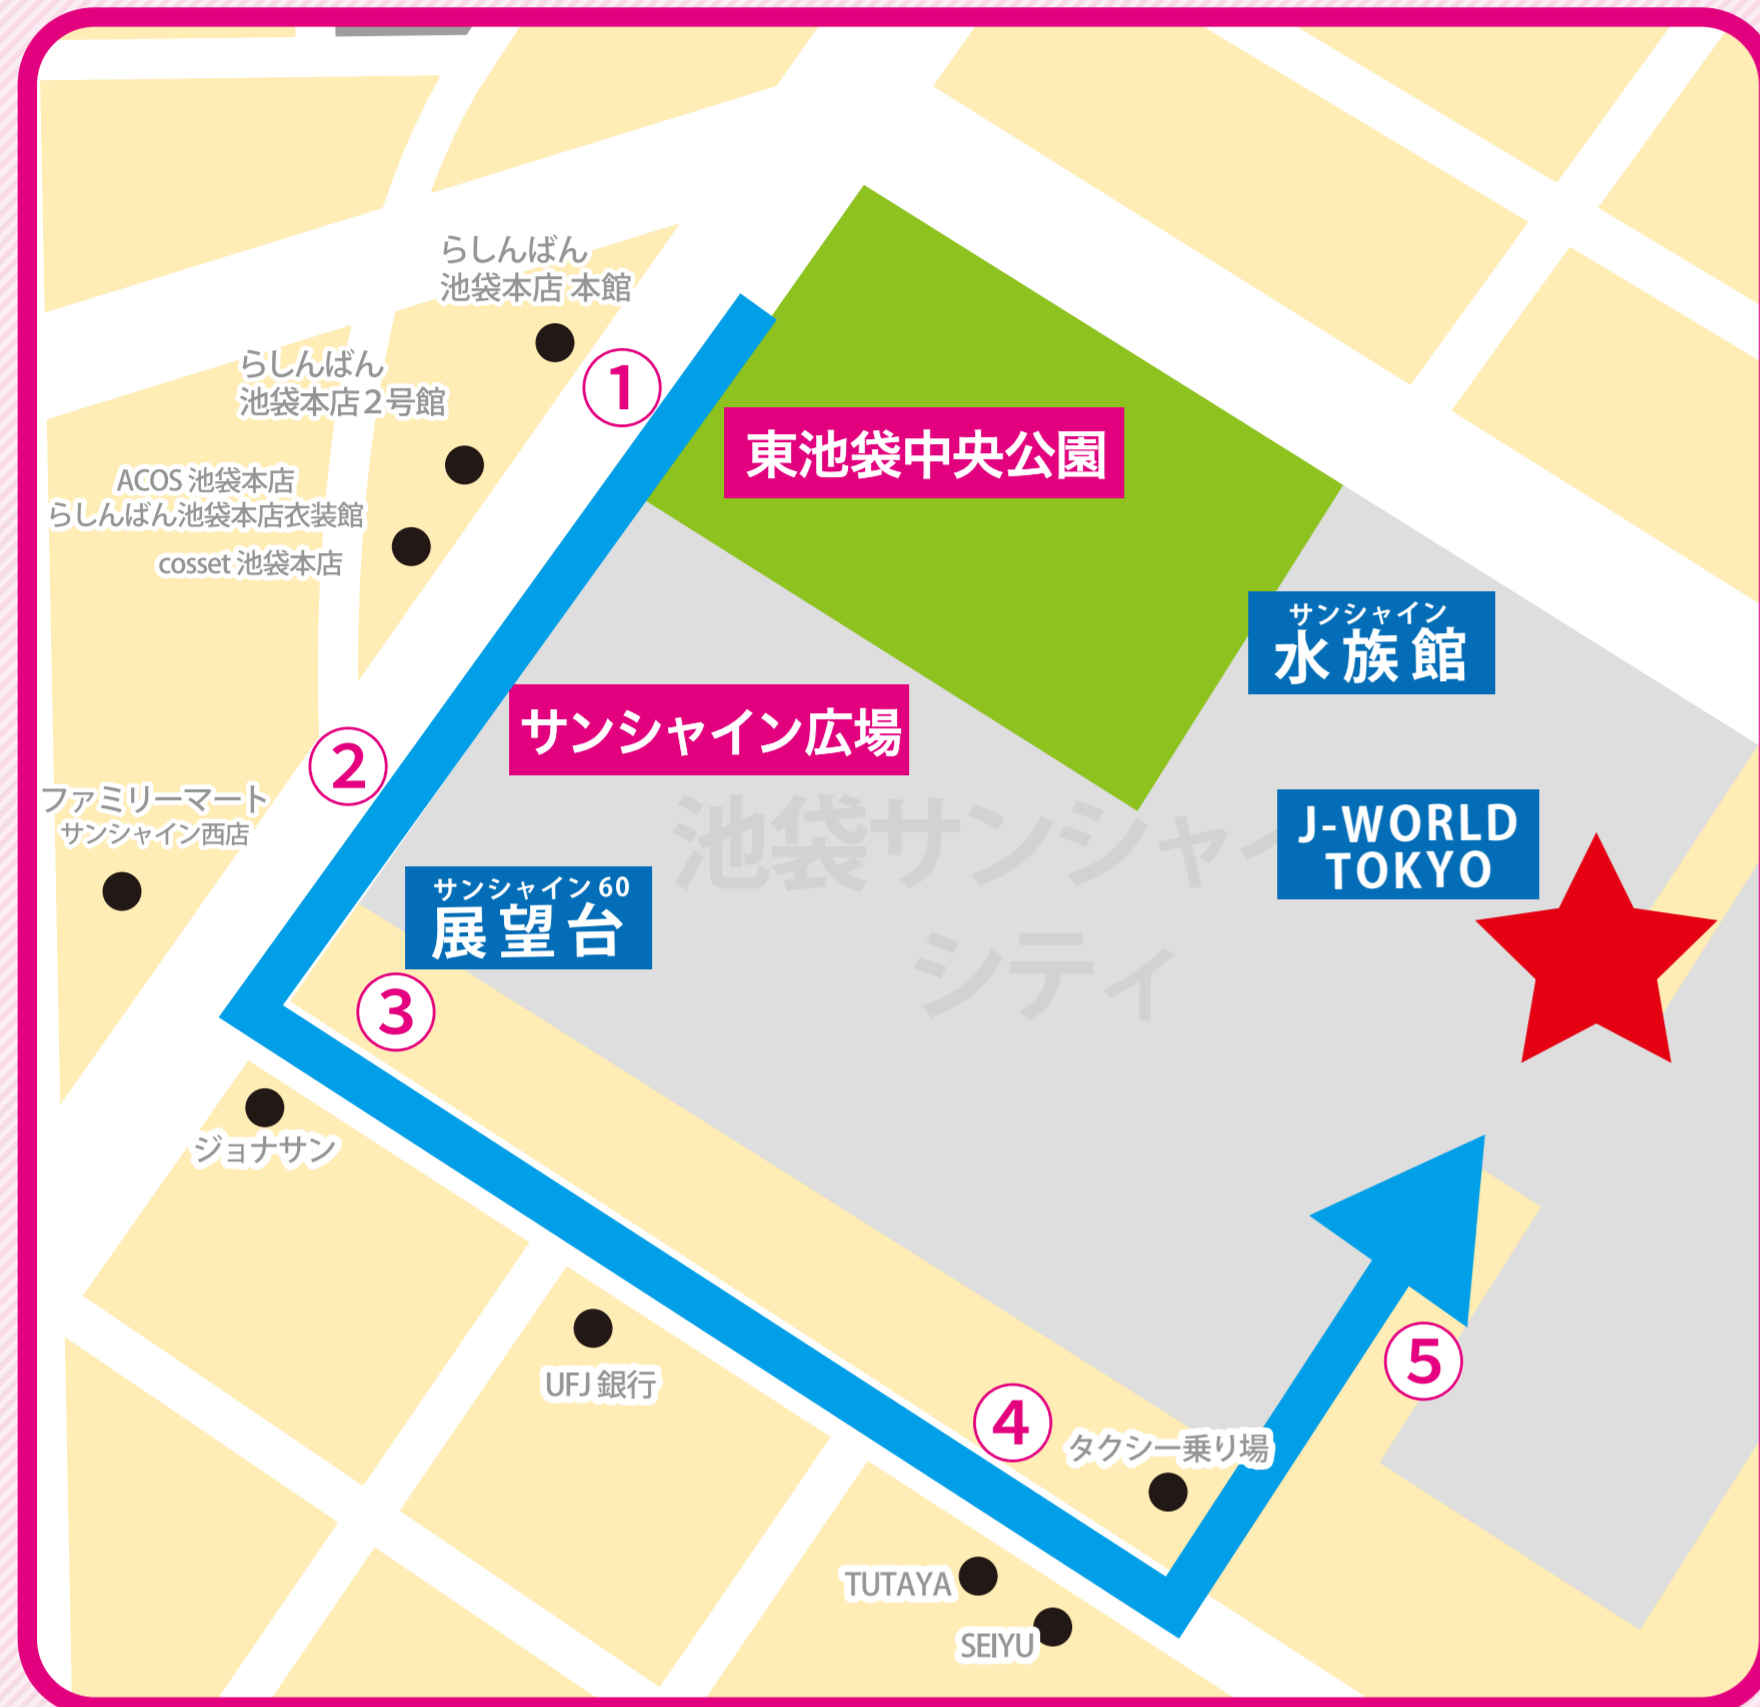 らしんばん
池袋本店 本館
①
らしんばん
池袋本店２号館
東池袋中央公園
ACOS 池袋本店
らしんばん池袋本店衣装館
cosset 池袋本店
サンシャイン
水族館
サンシャイン広場
②
ファミリーマート
サンシャイン西店
池袋サンシャイ
シティ
J-WORLD
TOKYO
サンシャイン60
展望台
③
ジョナサン
UFJ 銀行
⑤
④
タクシー乗り場
TUTAYA
SEIYU